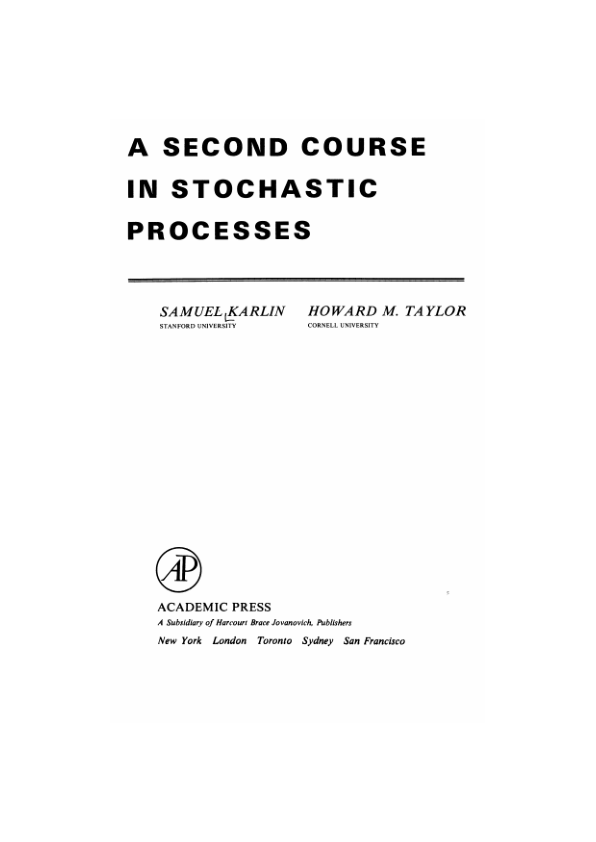 A SECOND COURSE
IN STOCHASTIC
PROCESSES
SAMUEL KARLIN HOWARD M. TAYLOR
STANFORD UNIVERSITY CORNELL UNIVERSITY
AP
ACADEMIC PRESS
A Subsidiary of Harcourt Brace Jovanovich, Publishers
New York London Toronto Sydney San Francisco